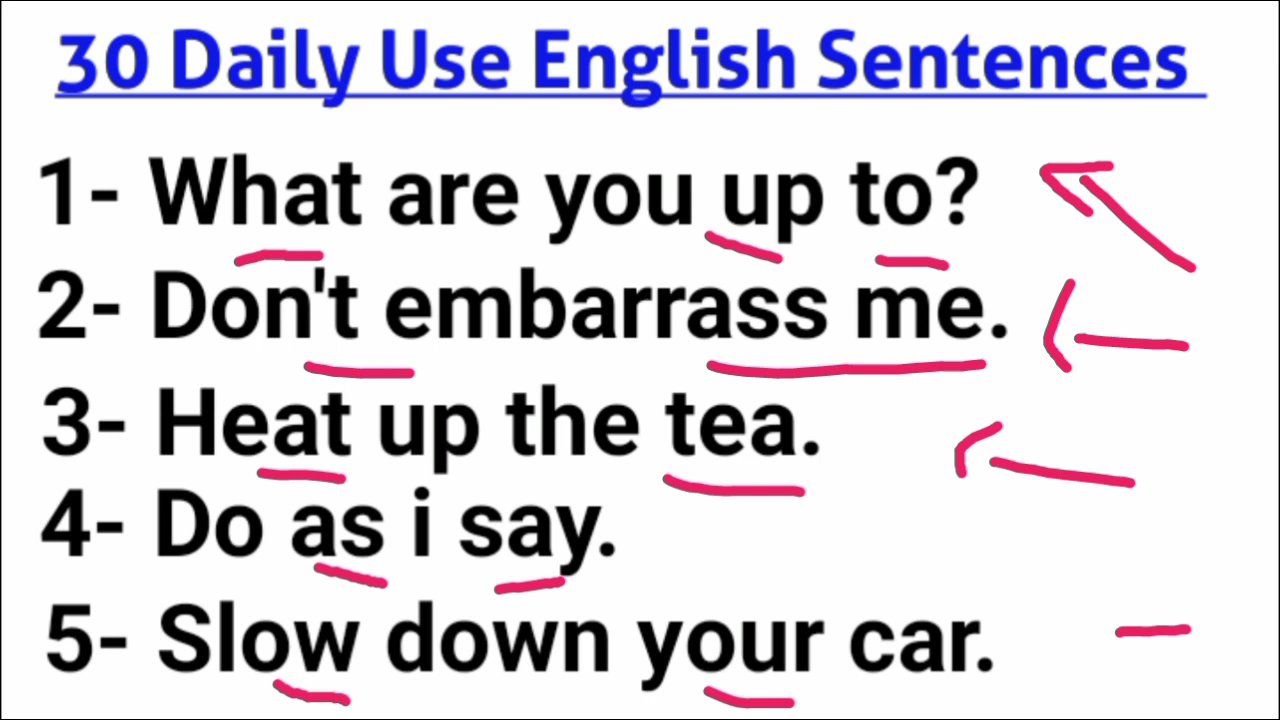 30 Daily Use English Sentences
1- What are you up to?
2- Don't embarrass me.
3- Heat up the tea.
4- Do as i say.
5- Slow down your car.